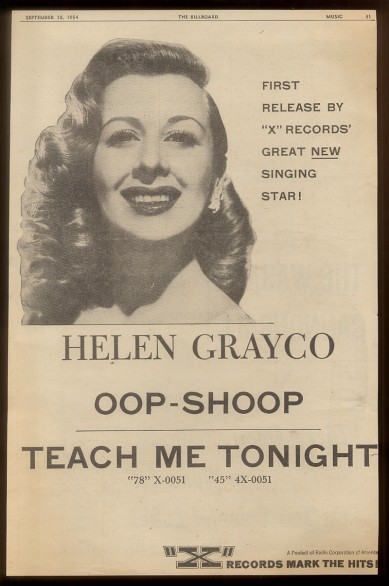 SEPTEMBER 18, 1954 THE BILLBOARD MUSIC 31
FIRST
RELEASE BY
"X" RECORDS'
GREAT NEW
SINGING
STAR!
HELEN GRAYCO
OOP-SHOOP
TEACH ME TONIGHT
"78" X-0051 "45" 4X-0051
A Product of Radio Corporation of America
"X" RECORDS MARK THE HITS!